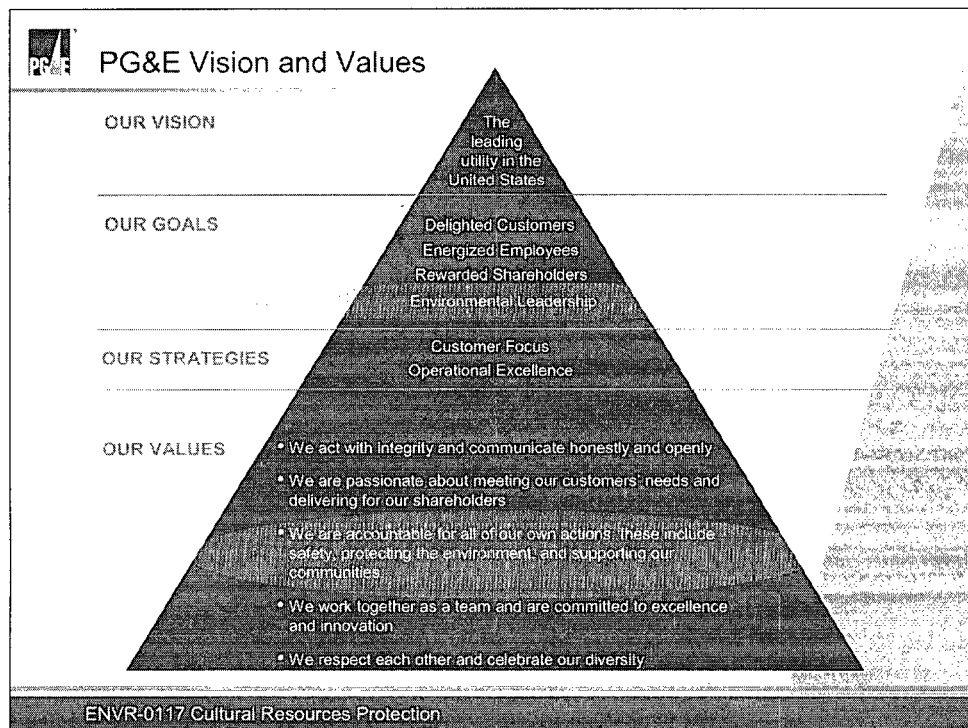 PG&E
PG&E Vision and Values
OUR VISION
The
leading
utility in the
United States
OUR GOALS
Delighted Customers
Energized Employees
Rewarded Shareholders
Environmental Leadership
OUR STRATEGIES
Customer Focus
Operational Excellence
OUR VALUES
• We act with integrity and communicate honestly and openly
• We are passionate about meeting our customers' needs and
delivering for our shareholders
• We are accountable for all of our own actions, these include
safety, protecting the environment, and supporting our
communities
• We work together as a team and are committed to excellence
and innovation
• We respect each other and celebrate our diversity
ENVR-0117 Cultural Resources Protection